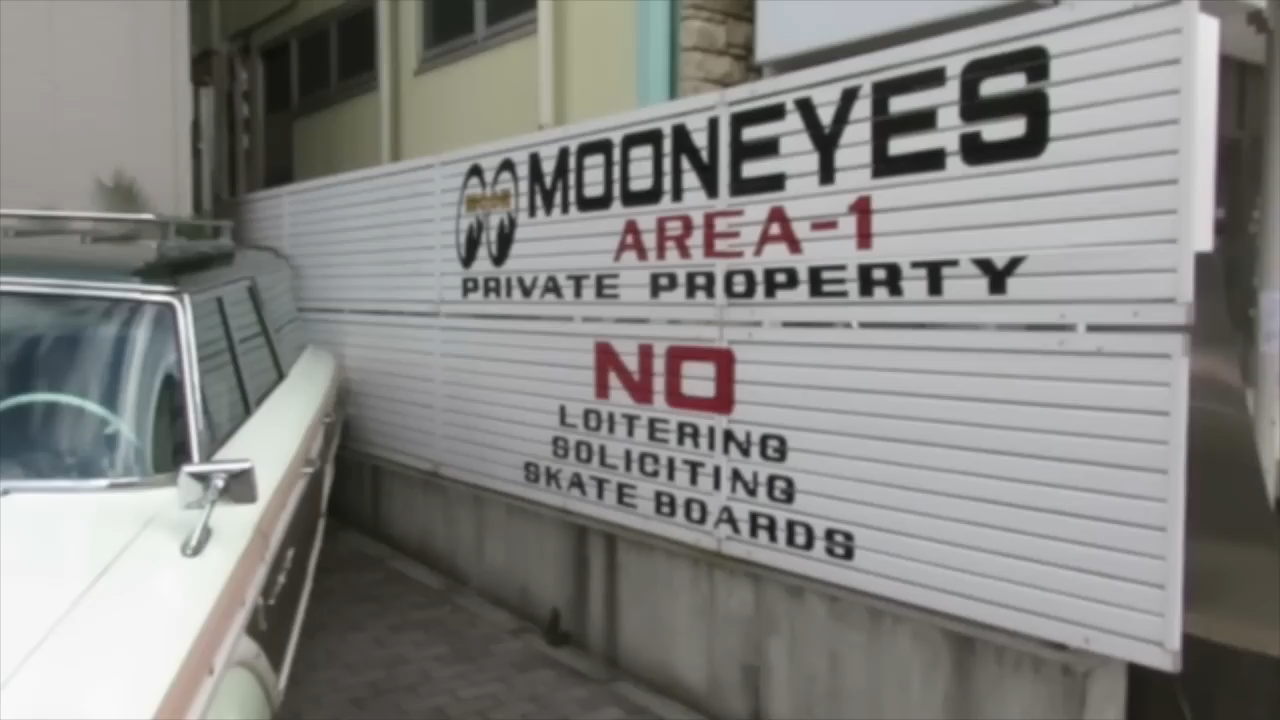 MOONEYES
AREA-1
PRIVATE PROPERTY
NO
LOITERING
SOLICITING
SKATE BOARDS